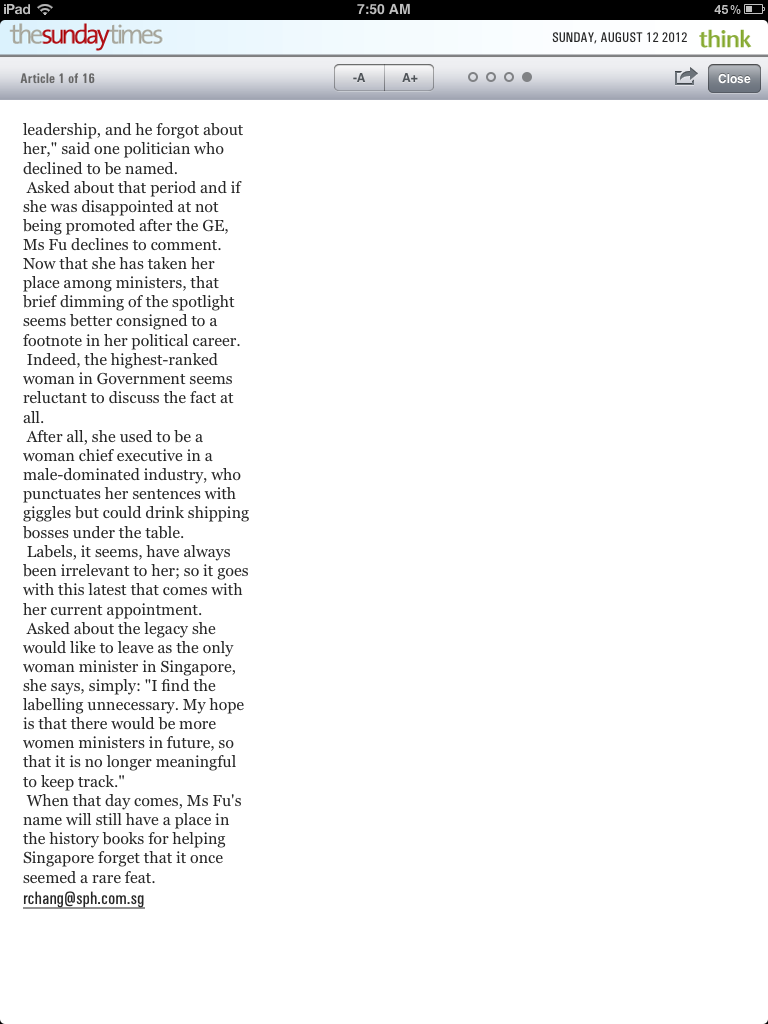 iPad
7:50 AM
45%
thesundaytimes
SUNDAY, AUGUST 12 2012
think
Article 1 of 16
-A
A+
Close
leadership, and he forgot about
her," said one politician who
declined to be named.
Asked about that period and if
she was disappointed at not
being promoted after the GE,
Ms Fu declines to comment.
Now that she has taken her
place among ministers, that
brief dimming of the spotlight
seems better consigned to a
footnote in her political career.
Indeed, the highest-ranked
woman in Government seems
reluctant to discuss the fact at
all.
After all, she used to be a
woman chief executive in a
male-dominated industry, who
punctuates her sentences with
giggles but could drink shipping
bosses under the table.
Labels, it seems, have always
been irrelevant to her; so it goes
with this latest that comes with
her current appointment.
Asked about the legacy she
would like to leave as the only
woman minister in Singapore,
she says, simply: "I find the
labelling unnecessary. My hope
is that there would be more
women ministers in future, so
that it is no longer meaningful
to keep track."
When that day comes, Ms Fu's
name will still have a place in
the history books for helping
Singapore forget that it once
seemed a rare feat.
rchang@sph.com.sg